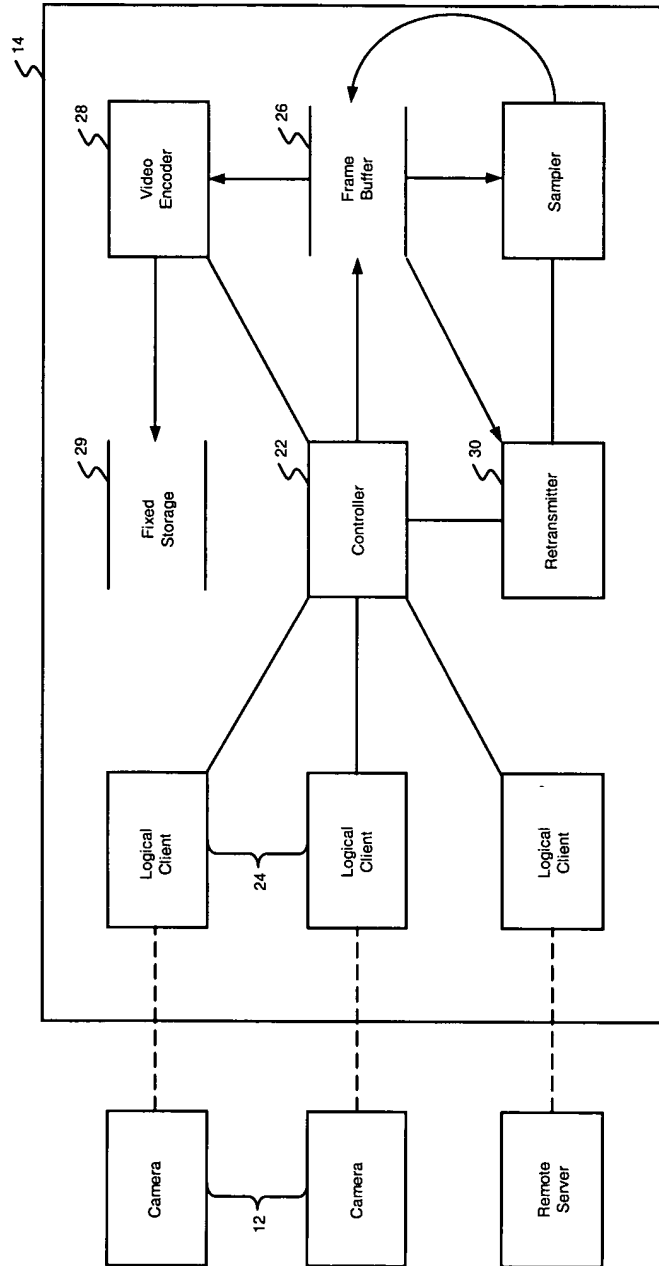 14
28
Video
Encoder
26
Frame
Buffer
Sampler
29
Fixed
Storage
22
Controller
30
Retransmitter
Logical
Client
24
Logical
Client
Logical
Client
Camera
12
Camera
Remote
Server